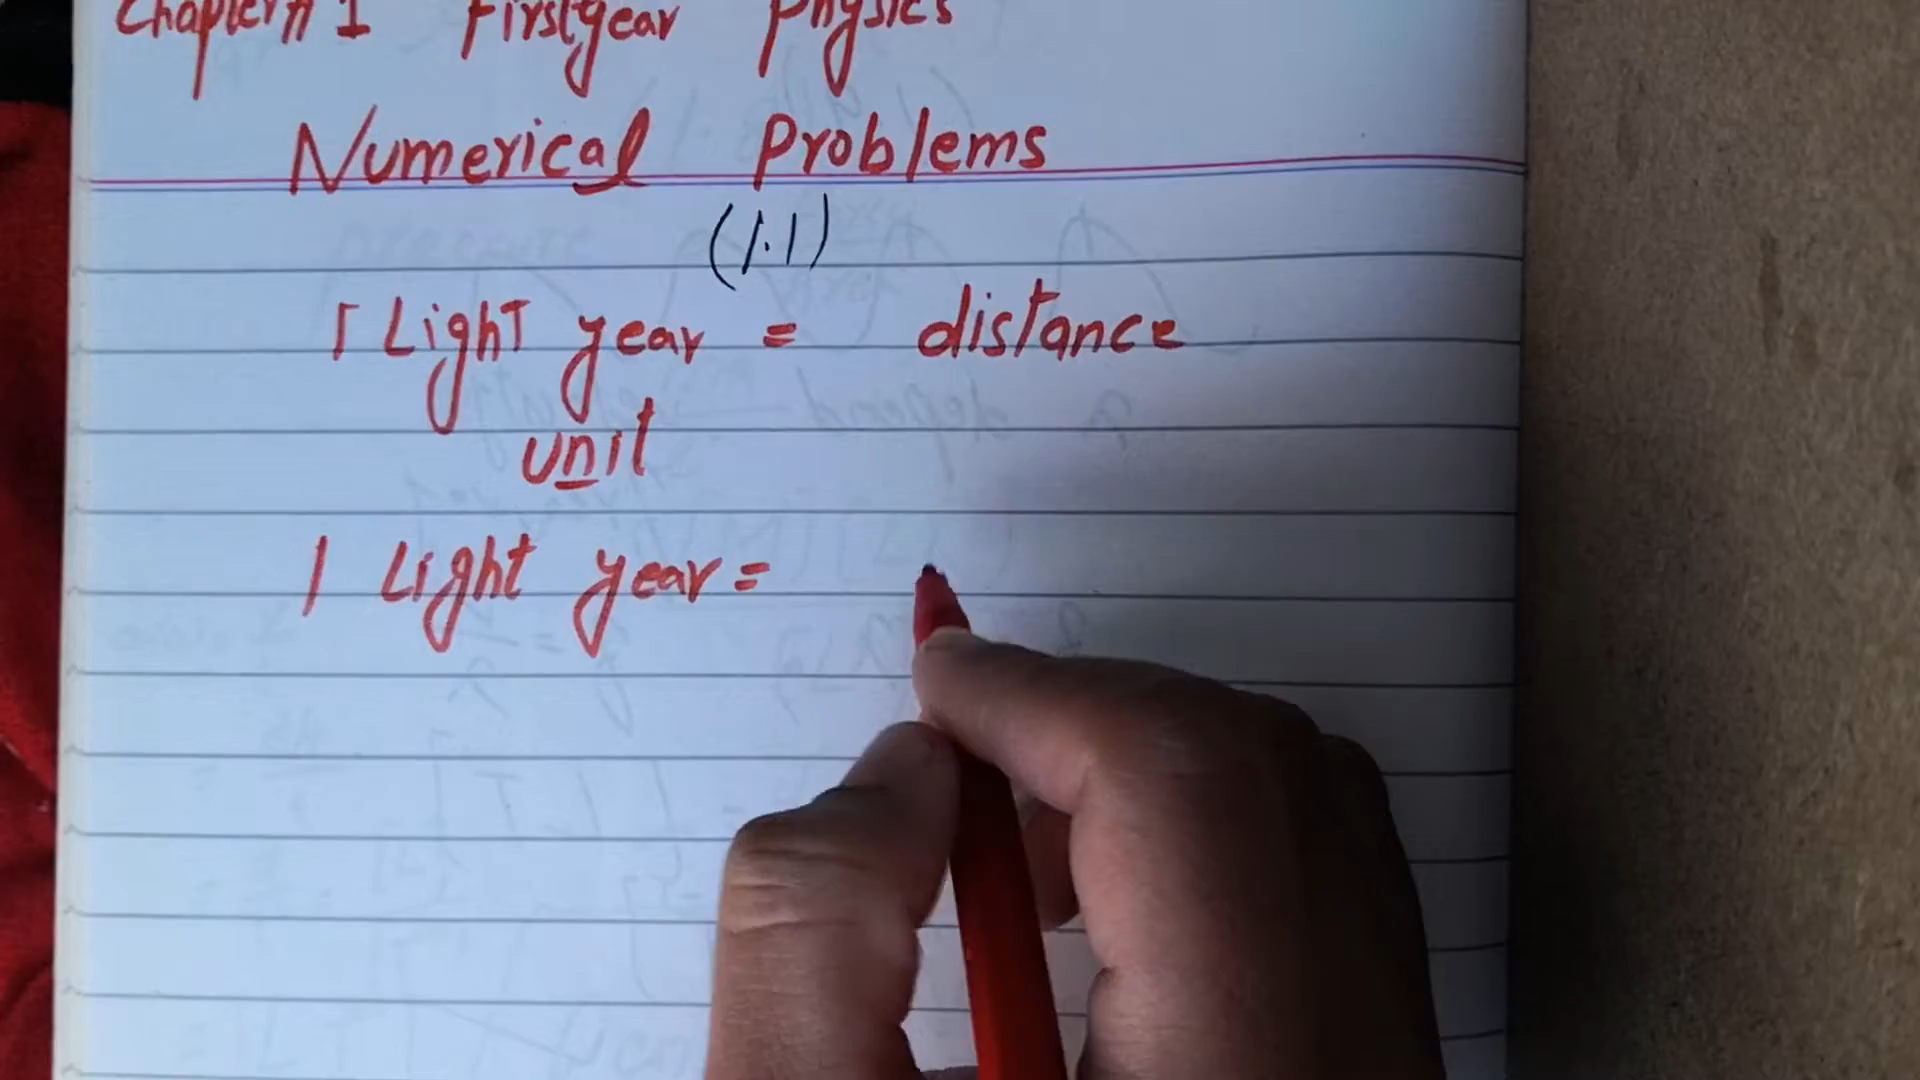 Chapter # 1 Firstyear Physics
Numerical Problems
(1.1)
1 Light year = distance
unit
1 Light year =